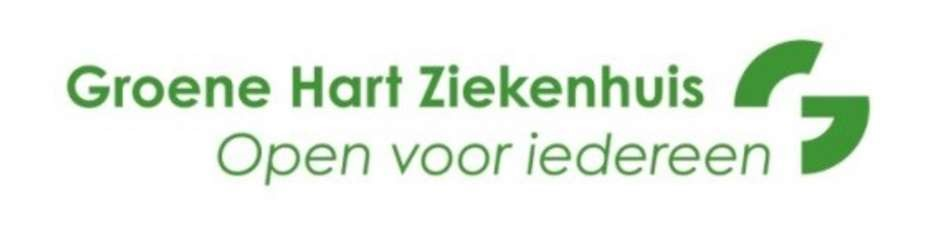 Groene Hart Ziekenhuis
Open voor iedereen